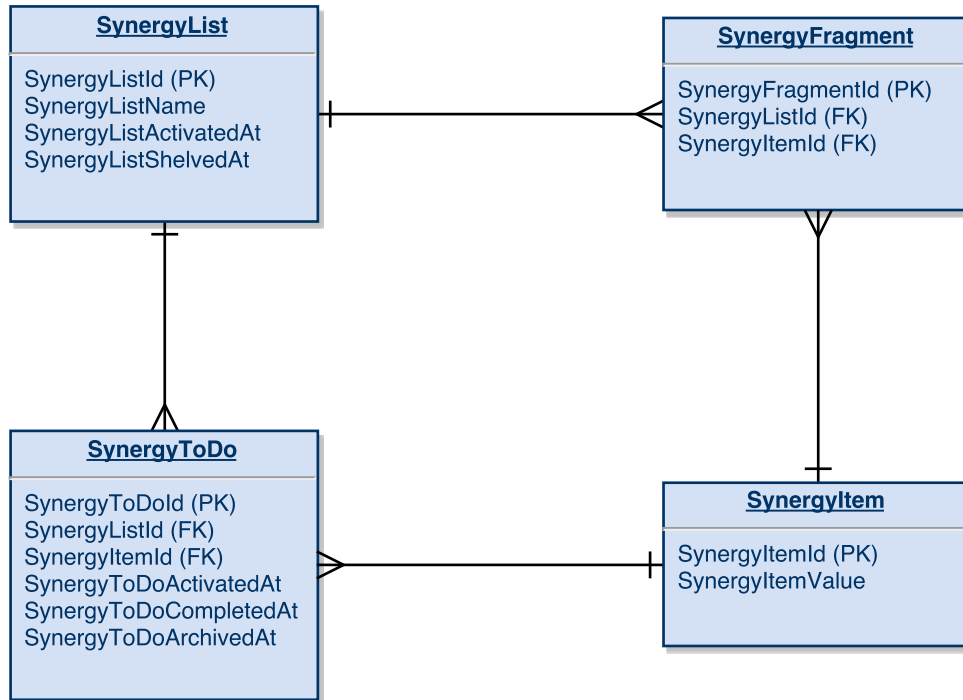 SynergyList
SynergyListId (PK)
SynergyListName
SynergyListActivatedAt
SynergyListShelvedAt
SynergyFragment
SynergyFragmentId (PK)
SynergyListId (FK)
SynergyItemId (FK)
SynergyToDo
SynergyToDoId (PK)
SynergyListId (FK)
SynergyItemId (FK)
SynergyToDoActivatedAt
SynergyToDoCompletedAt
SynergyToDoArchivedAt
SynergyItem
SynergyItemId (PK)
SynergyItemValue